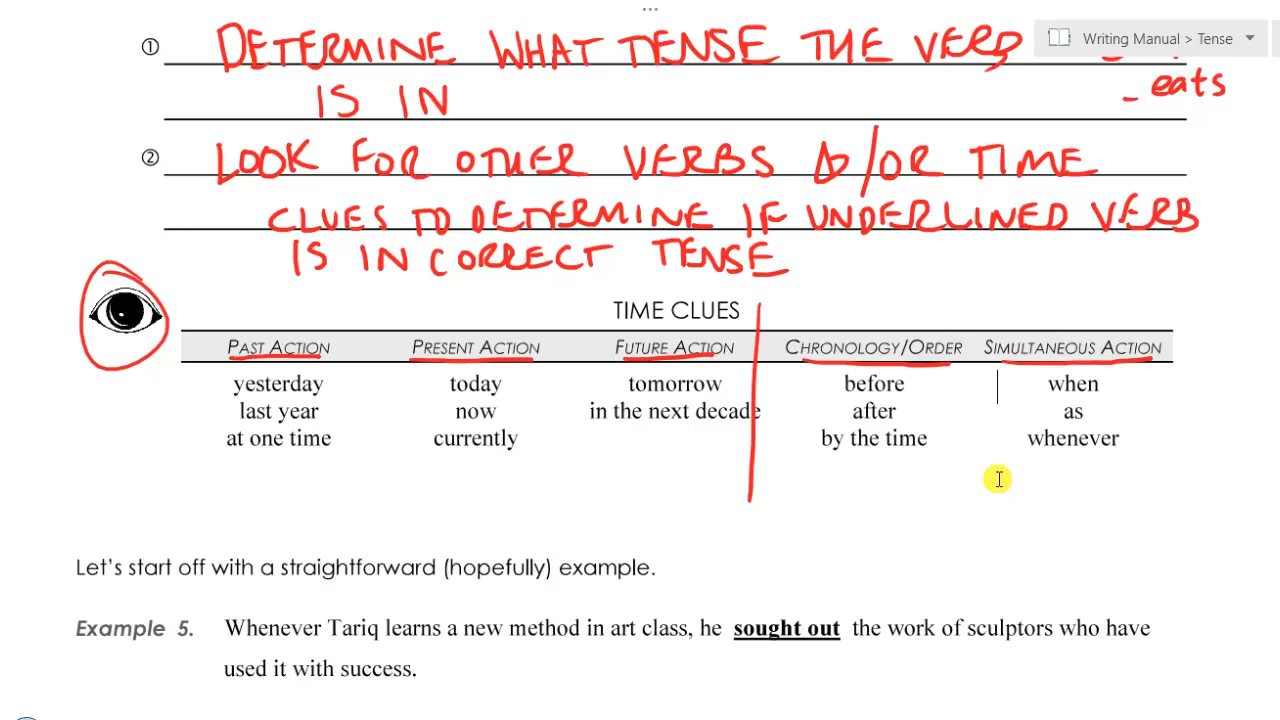 ...
① DETERMINE WHAT TENSE THE VERB
Writing Manual > Tense
IS IN
- eats
② LOOK FOR OTHER VERBS &/OR TIME
CLUES TO DETERMINE IF UNDERLINED VERB
IS IN CORRECT TENSE
TIME CLUES
PAST ACTION PRESENT ACTION FUTURE ACTION CHRONOLOGY/ORDER SIMULTANEOUS ACTION
yesterday today tomorrow before when
last year now in the next decade after as
at one time currently by the time whenever
Let's start off with a straightforward (hopefully) example.
Example 5. Whenever Tariq learns a new method in art class, he sought out the work of sculptors who have
used it with success.